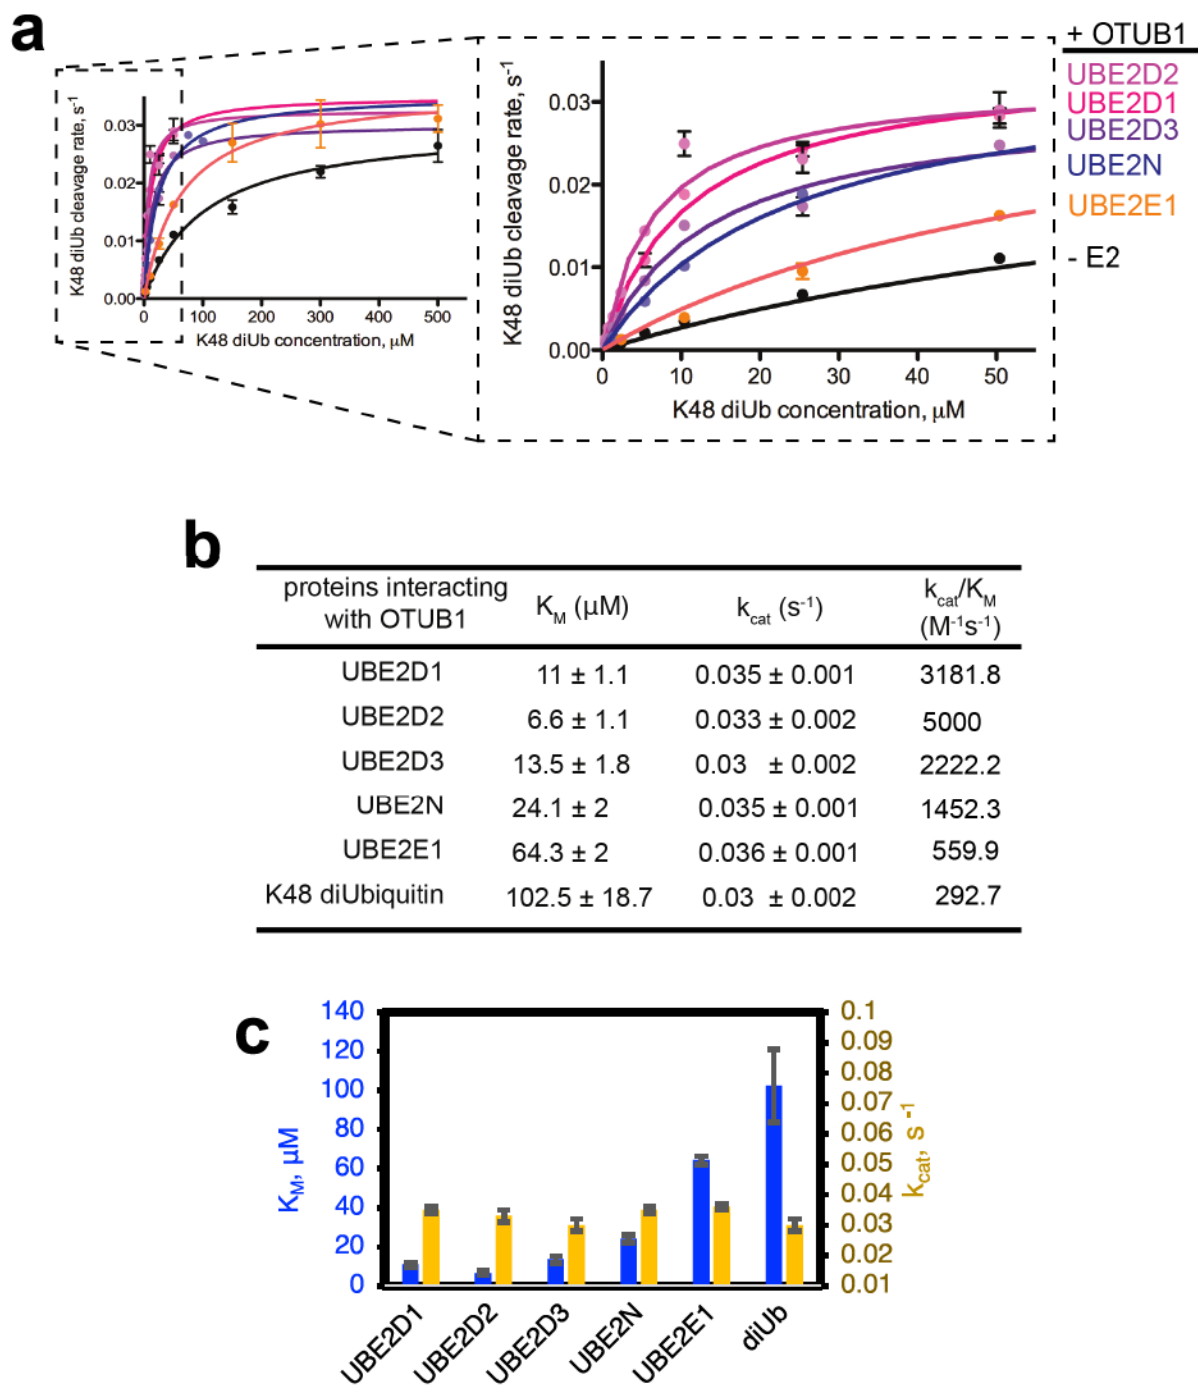 a
+ OTUB1
UBE2D2
UBE2D1
UBE2D3
UBE2N
UBE2E1
- E2
K48 diUb cleavage rate, s⁻¹
0.03
0.02
0.01
0.00
0 100 200 300 400 500
K48 diUb concentration, µM
K48 diUb cleavage rate, s⁻¹
0.03
0.02
0.01
0.00
0 10 20 30 40 50
K48 diUb concentration, µM
b
proteins interacting with OTUB1 K_M (µM) k_cat (s⁻¹) k_cat/K_M (M⁻¹s⁻¹)
UBE2D1 11 ± 1.1 0.035 ± 0.001 3181.8
UBE2D2 6.6 ± 1.1 0.033 ± 0.002 5000
UBE2D3 13.5 ± 1.8 0.03 ± 0.002 2222.2
UBE2N 24.1 ± 2 0.035 ± 0.001 1452.3
UBE2E1 64.3 ± 2 0.036 ± 0.001 559.9
K48 diUbiquitin 102.5 ± 18.7 0.03 ± 0.002 292.7
c
K_M, µM
140
120
100
80
60
40
20
0
0.1
0.09
0.08
0.07
0.06
0.05
0.04
0.03
0.02
0.01
k_cat, s⁻¹
UBE2D1 UBE2D2 UBE2D3 UBE2N UBE2E1 diUb